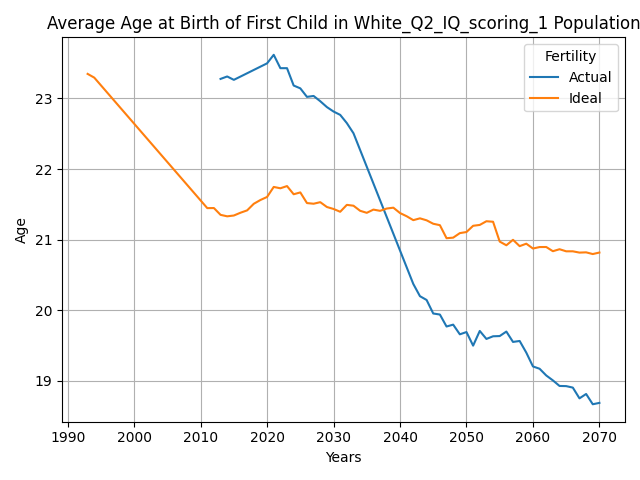 Average Age at Birth of First Child in White_Q2_IQ_scoring_1 Population
Fertility
Actual
Ideal
23
22
21
20
19
Age
1990 2000 2010 2020 2030 2040 2050 2060 2070
Years